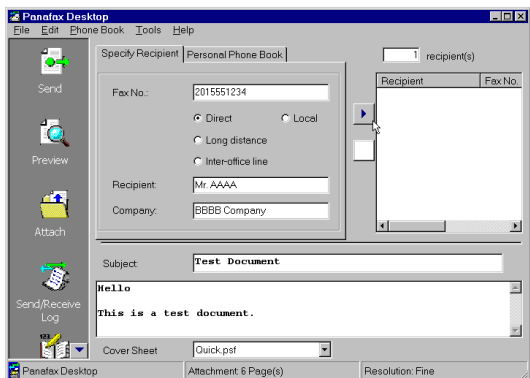 Panafax Desktop
File Edit Phone Book Tools Help
Send
Preview
Attach
Send/Receive
Log
123
Specify Recipient Personal Phone Book
Fax No.: 2015551234
Direct Local
Long distance
Inter-office line
Recipient: Mr. AAAA
Company: BBBB Company
1 recipient(s)
Recipient Fax No.
Subject: Test Document
Hello
This is a test document.
Cover Sheet Quick.psf
Panafax Desktop Attachment 6 Page(s) Resolution: Fine